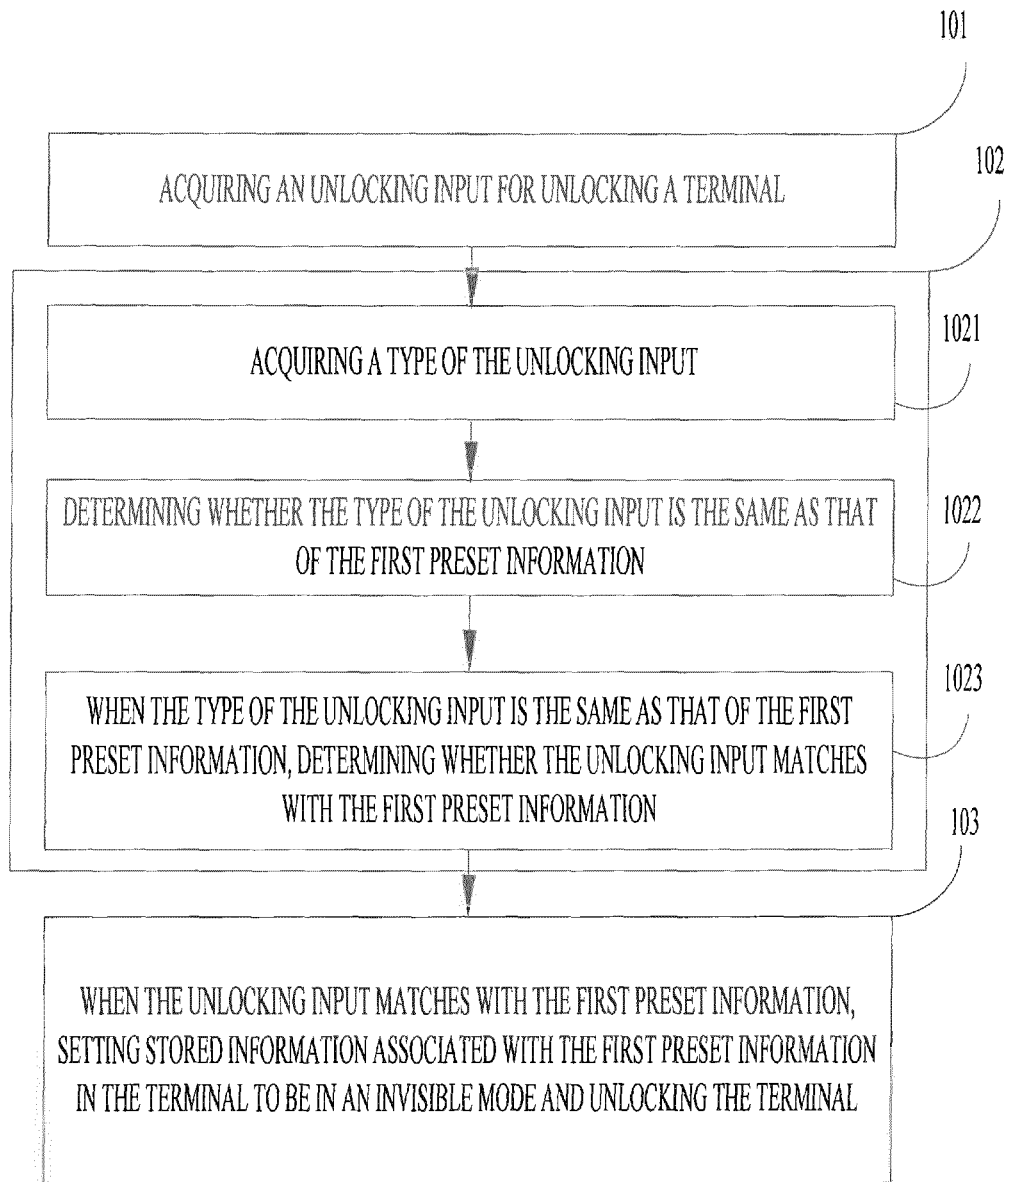 101
ACQUIRING AN UNLOCKING INPUT FOR UNLOCKING A TERMINAL
102
ACQUIRING A TYPE OF THE UNLOCKING INPUT
1021
DETERMINING WHETHER THE TYPE OF THE UNLOCKING INPUT IS THE SAME AS THAT
OF THE FIRST PRESET INFORMATION
1022
WHEN THE TYPE OF THE UNLOCKING INPUT IS THE SAME AS THAT OF THE FIRST
PRESET INFORMATION, DETERMINING WHETHER THE UNLOCKING INPUT MATCHES
WITH THE FIRST PRESET INFORMATION
1023
103
WHEN THE UNLOCKING INPUT MATCHES WITH THE FIRST PRESET INFORMATION,
SETTING STORED INFORMATION ASSOCIATED WITH THE FIRST PRESET INFORMATION
IN THE TERMINAL TO BE IN AN INVISIBLE MODE AND UNLOCKING THE TERMINAL